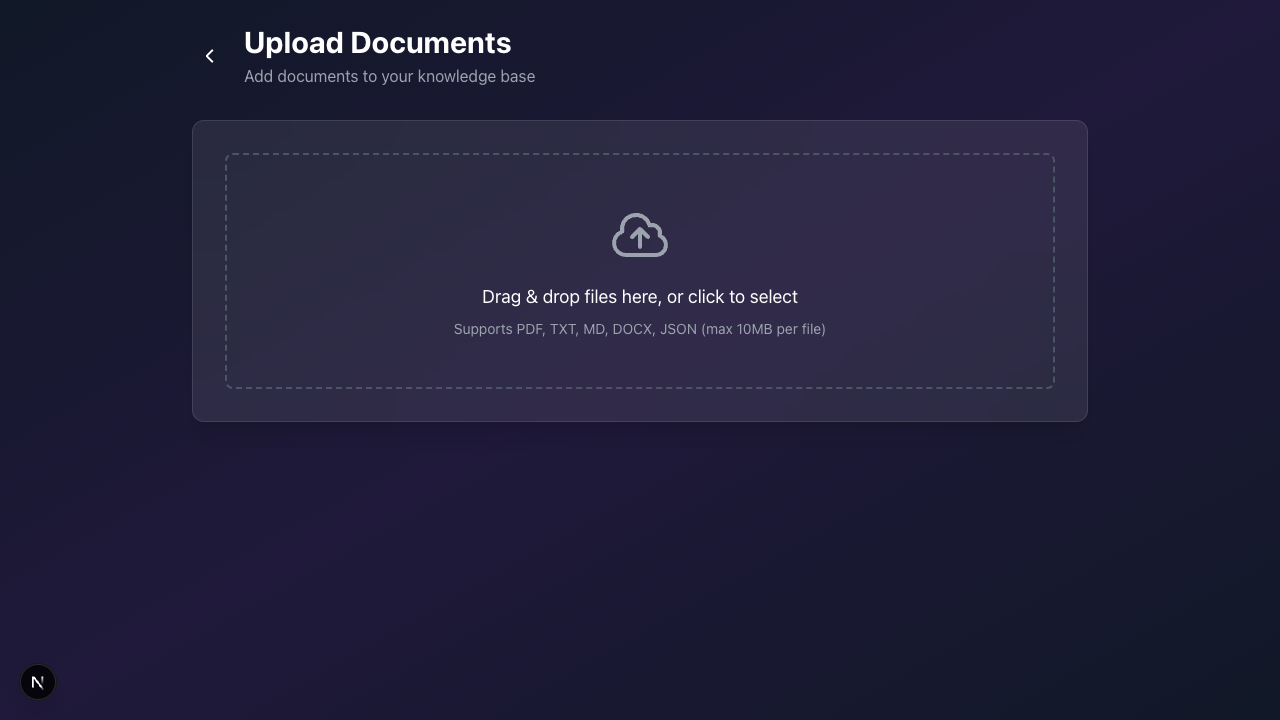 Upload Documents
Add documents to your knowledge base
Drag & drop files here, or click to select
Supports PDF, TXT, MD, DOCX, JSON (max 10MB per file)
N